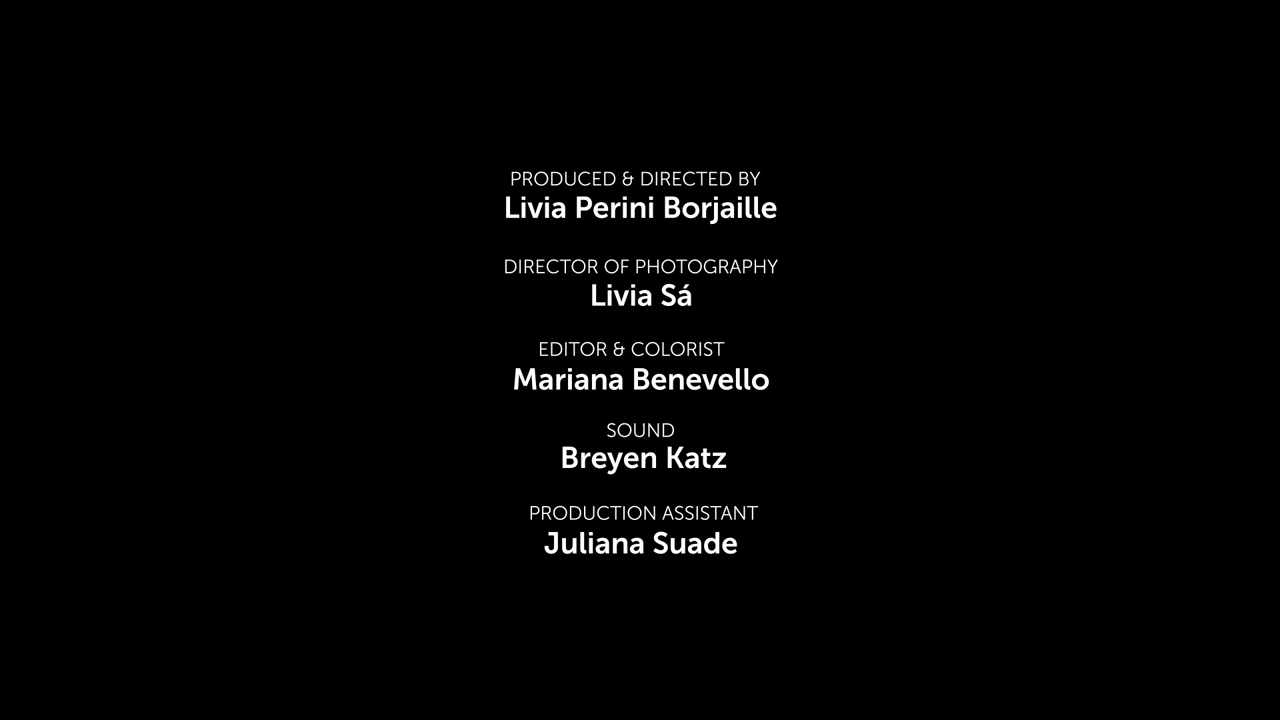 PRODUCED & DIRECTED BY
Livia Perini Borjaille
DIRECTOR OF PHOTOGRAPHY
Livia Sá
EDITOR & COLORIST
Mariana Benevello
SOUND
Breyen Katz
PRODUCTION ASSISTANT
Juliana Suade